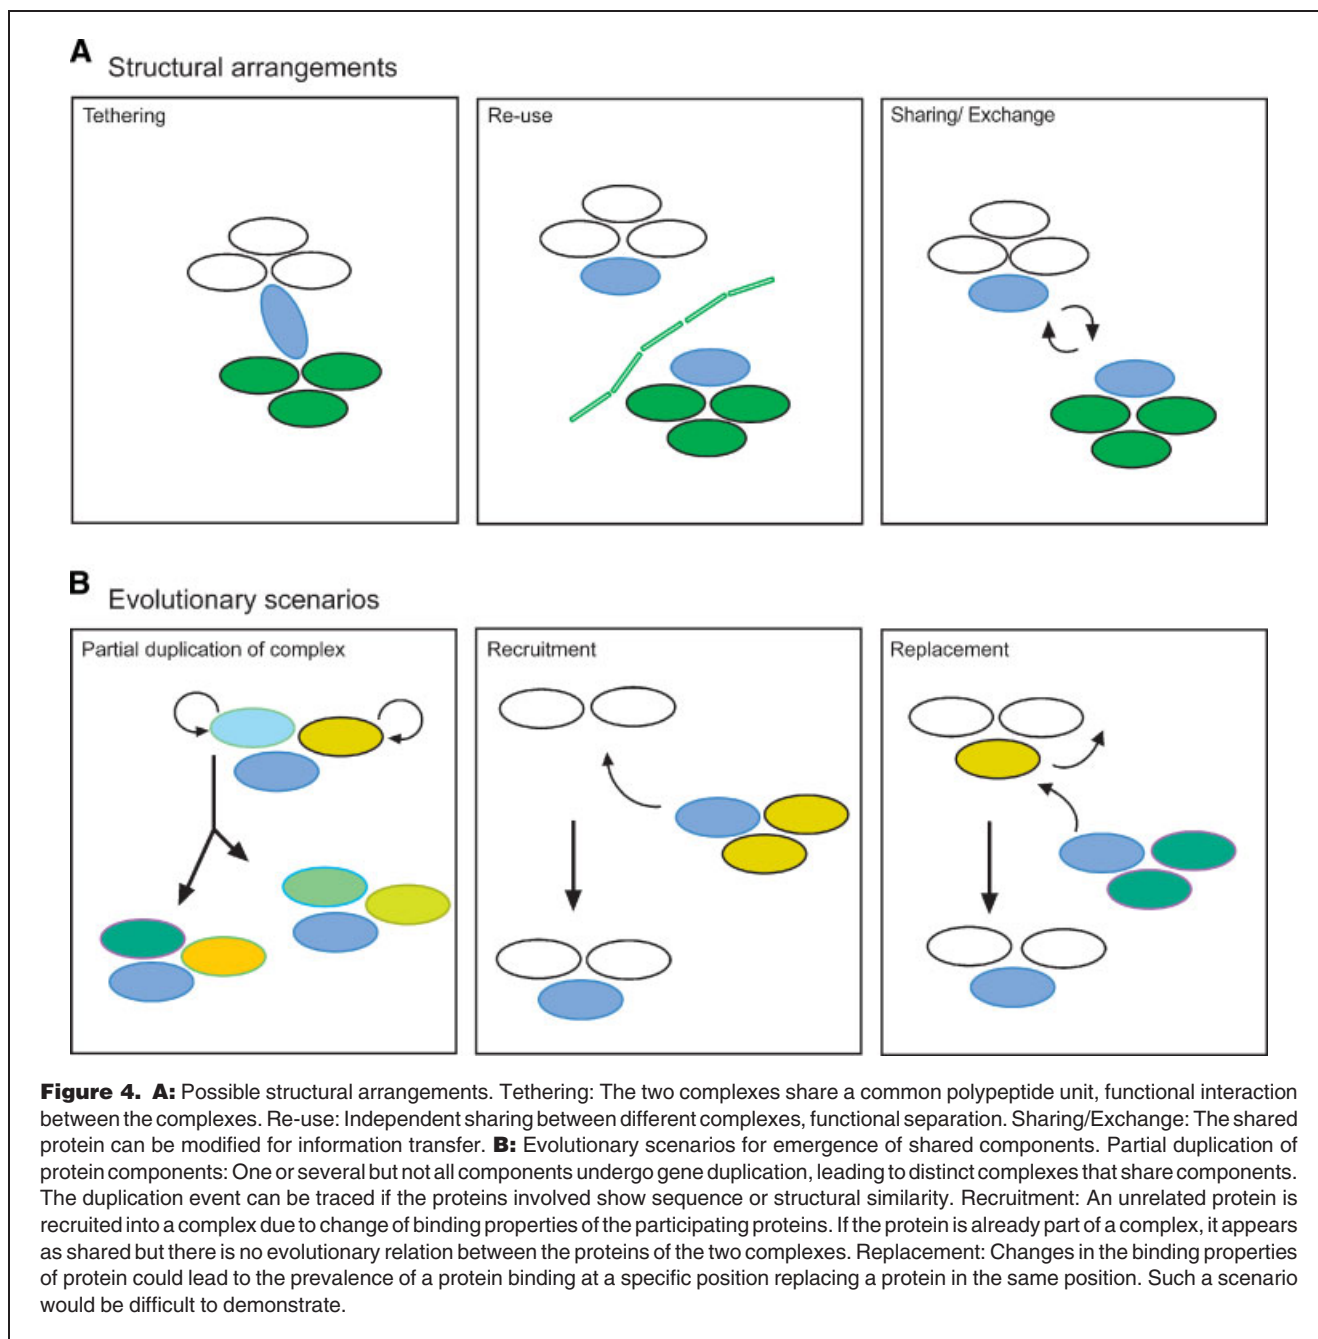 A Structural arrangements
Tethering
Re-use
Sharing/ Exchange
B Evolutionary scenarios
Partial duplication of complex
Recruitment
Replacement
Figure 4. A: Possible structural arrangements. Tethering: The two complexes share a common polypeptide unit, functional interaction
between the complexes. Re-use: Independent sharing between different complexes, functional separation. Sharing/Exchange: The shared
protein can be modified for information transfer. B: Evolutionary scenarios for emergence of shared components. Partial duplication of
protein components: One or several but not all components undergo gene duplication, leading to distinct complexes that share components.
The duplication event can be traced if the proteins involved show sequence or structural similarity. Recruitment: An unrelated protein is
recruited into a complex due to change of binding properties of the participating proteins. If the protein is already part of a complex, it appears
as shared but there is no evolutionary relation between the proteins of the two complexes. Replacement: Changes in the binding properties
of protein could lead to the prevalence of a protein binding at a specific position replacing a protein in the same position. Such a scenario
would be difficult to demonstrate.